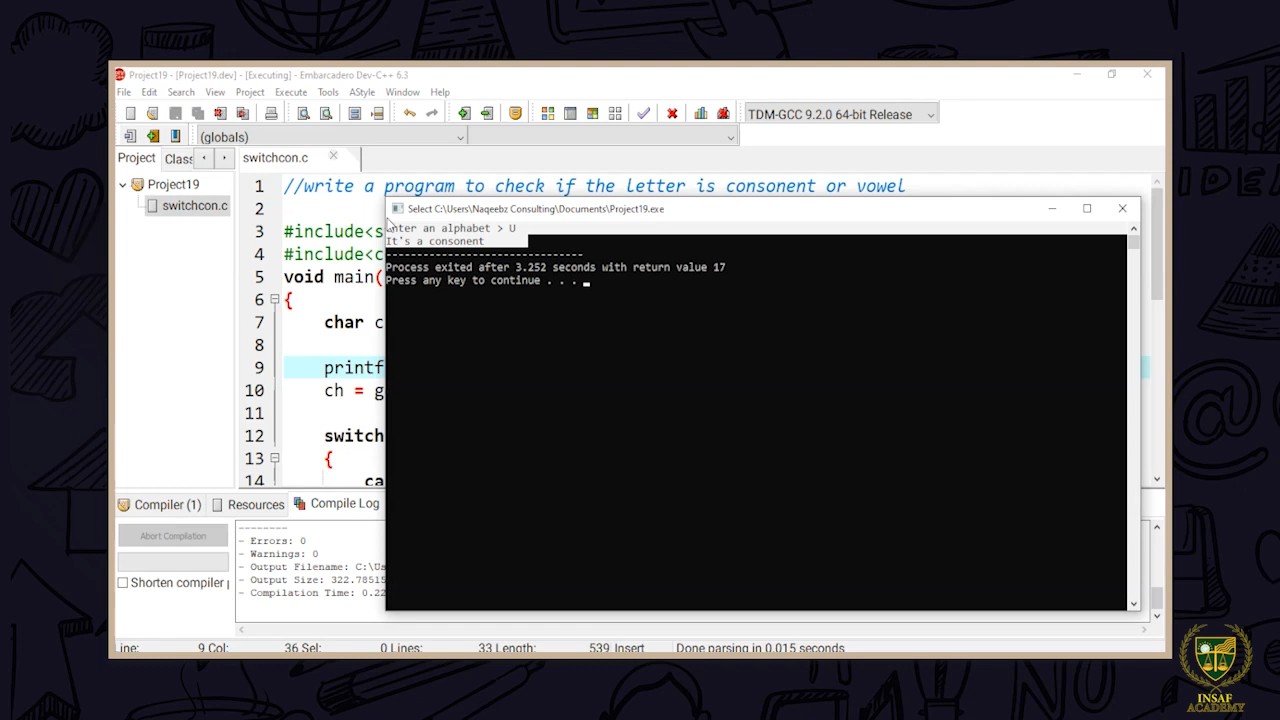 Project19 - [Project19.dev] - [Executing] - Embarcadero Dev-C++ 6.3
File Edit Search View Project Execute Tools AStyle Window Help
TDM-GCC 9.2.0 64-bit Release
(globals)
Project Class switchcon.c
Project19
switchcon.c
1 //write a program to check if the letter is consonent or vowel
2
3 #include<s
4 #include<c
5 void main(
6 {
7 char c
8
9 printf
10 ch = g
11
12 switch
13 {
14 ca
Select C:\Users\Naqeebz Consulting\Documents\Project19.exe
Enter an alphabet > U
It's a consonent
--------------------------------
Process exited after 3.252 seconds with return value 17
Press any key to continue . . .
Compiler (1) Resources Compile Log
Abort Compilation
Shorten compiler p
--------
- Errors: 0
- Warnings: 0
- Output Filename: C:\Us
- Output Size: 322.78515
- Compilation Time: 0.22
Line: 9 Col: 36 Sel: 0 Lines: 33 Length: 539 Insert Done parsing in 0.015 seconds
IDE
INSAF
ACADEMY